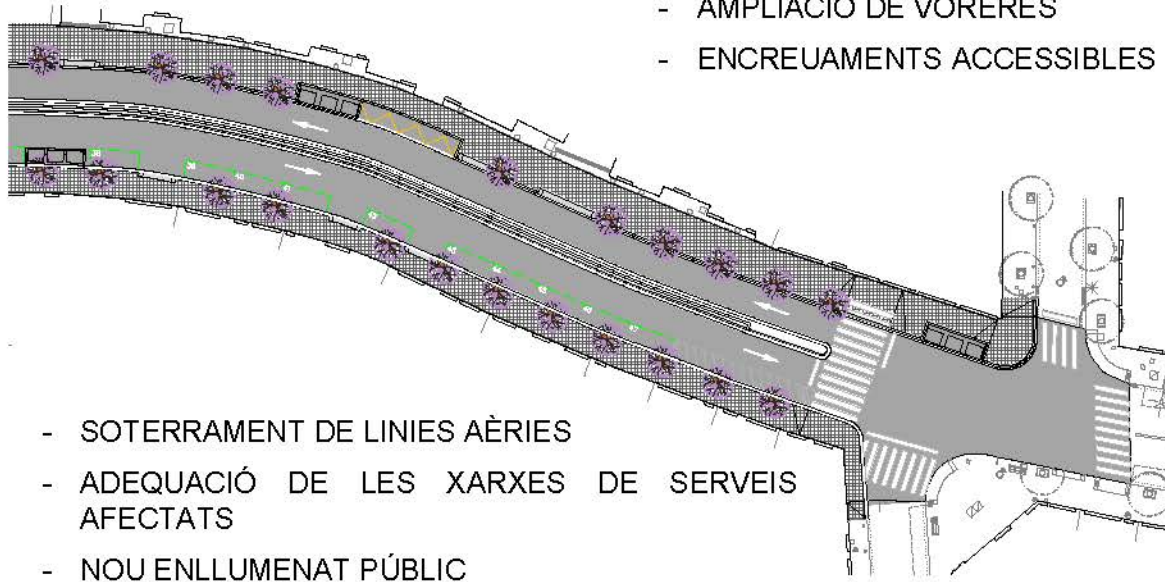 - AMPLIACIÓ DE VORERES
- ENCREUAMENTS ACCESSIBLES
- SOTERRAMENT DE LINIES AÈRIES
- ADEQUACIÓ DE LES XARXES DE SERVEIS
AFECTATS
- NOU ENLLUMENAT PÚBLIC